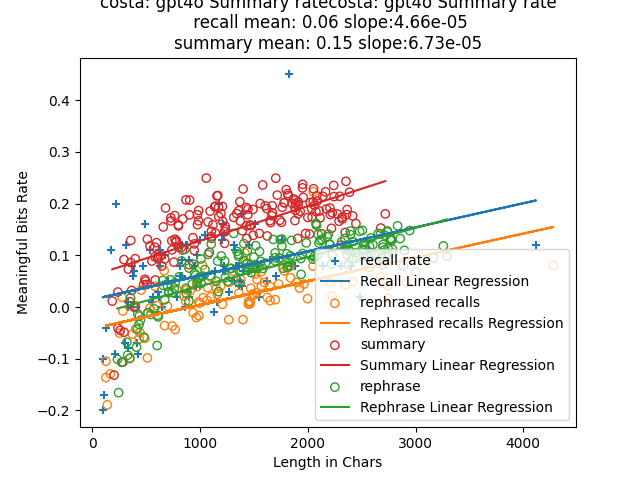 costa: gpt4o Summary ratecosta: gpt4o Summary rate
recall mean: 0.06 slope:4.66e-05
summary mean: 0.15 slope:6.73e-05
Meaningful Bits Rate
0.4
0.3
0.2
0.1
0.0
−0.1
−0.2
recall rate
Recall Linear Regression
rephrased recalls
Rephrased recalls Regression
summary
Summary Linear Regression
rephrase
Rephrase Linear Regression
0 1000 2000 3000 4000
Length in Chars